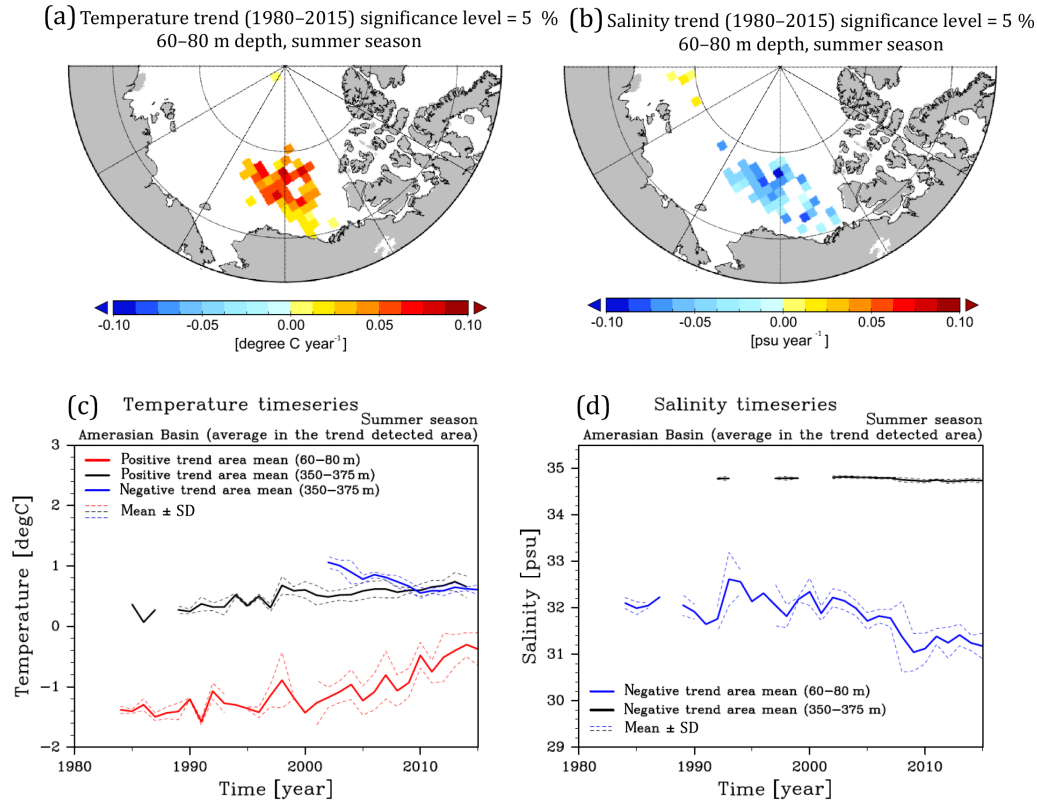 (a) Temperature trend (1980–2015) significance level = 5 %
60–80 m depth, summer season
-0.10 -0.05 0.00 0.05 0.10
[degree C year-1]
(b) Salinity trend (1980–2015) significance level = 5 %
60–80 m depth, summer season
-0.10 -0.05 0.00 0.05 0.10
[psu year-1]
(c) Temperature timeseries
Summer season
Amerasian Basin (average in the trend detected area)
Positive trend area mean (60–80 m)
Positive trend area mean (350–375 m)
Negative trend area mean (350–375 m)
Mean ± SD
Temperature [degC]
3
2
1
0
−1
−2
1980 1990 2000 2010
Time [year]
(d) Salinity timeseries
Summer season
Amerasian Basin (average in the trend detected area)
Salinity [psu]
35
34
33
32
31
30
29
Negative trend area mean (60–80 m)
Negative trend area mean (350–375 m)
Mean ± SD
1980 1990 2000 2010
Time [year]